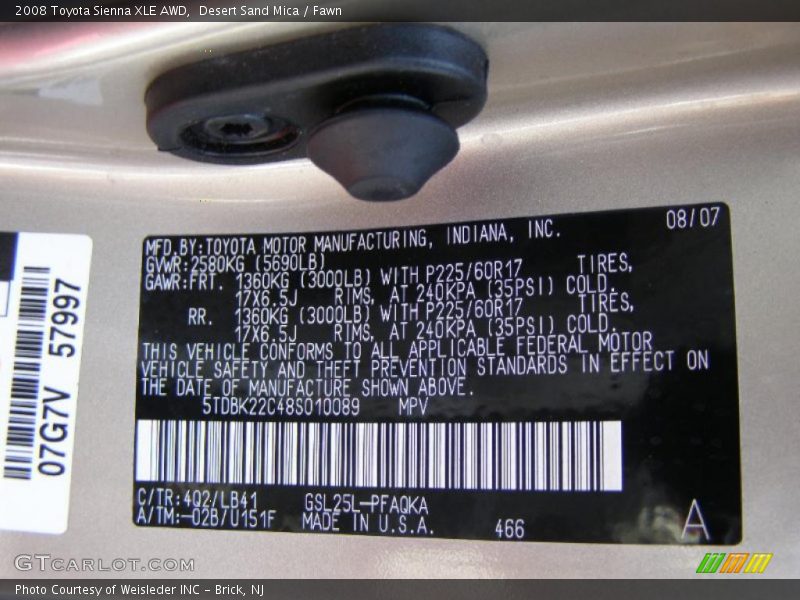 2008 Toyota Sienna XLE AWD, Desert Sand Mica / Fawn
08/07
MFD.BY:TOYOTA MOTOR MANUFACTURING, INDIANA, INC.
GVWR:2580KG (5690LB)
GAWR:FRT. 1360KG (3000LB) WITH P225/60R17 TIRES,
17X6.5J RIMS, AT 240KPA (35PSI) COLD.
RR. 1360KG (3000LB) WITH P225/60R17 TIRES,
17X6.5J RIMS, AT 240KPA (35PSI) COLD.
THIS VEHICLE CONFORMS TO ALL APPLICABLE FEDERAL MOTOR
VEHICLE SAFETY AND THEFT PREVENTION STANDARDS IN EFFECT ON
THE DATE OF MANUFACTURE SHOWN ABOVE.
5TDBK22C48S010089 MPV
C/TR:4Q2/LB41 GSL25L-PFAQKA
A/TM:-02B/U151F MADE IN U.S.A. 466 A
07G7V 57997
GTCARLOT.COM
Photo Courtesy of Weisleder INC - Brick, NJ